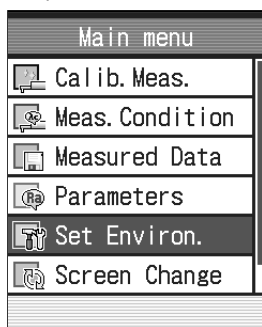 Main menu
Calib. Meas.
Meas. Condition
Measured Data
Parameters
Set Environ.
Screen Change